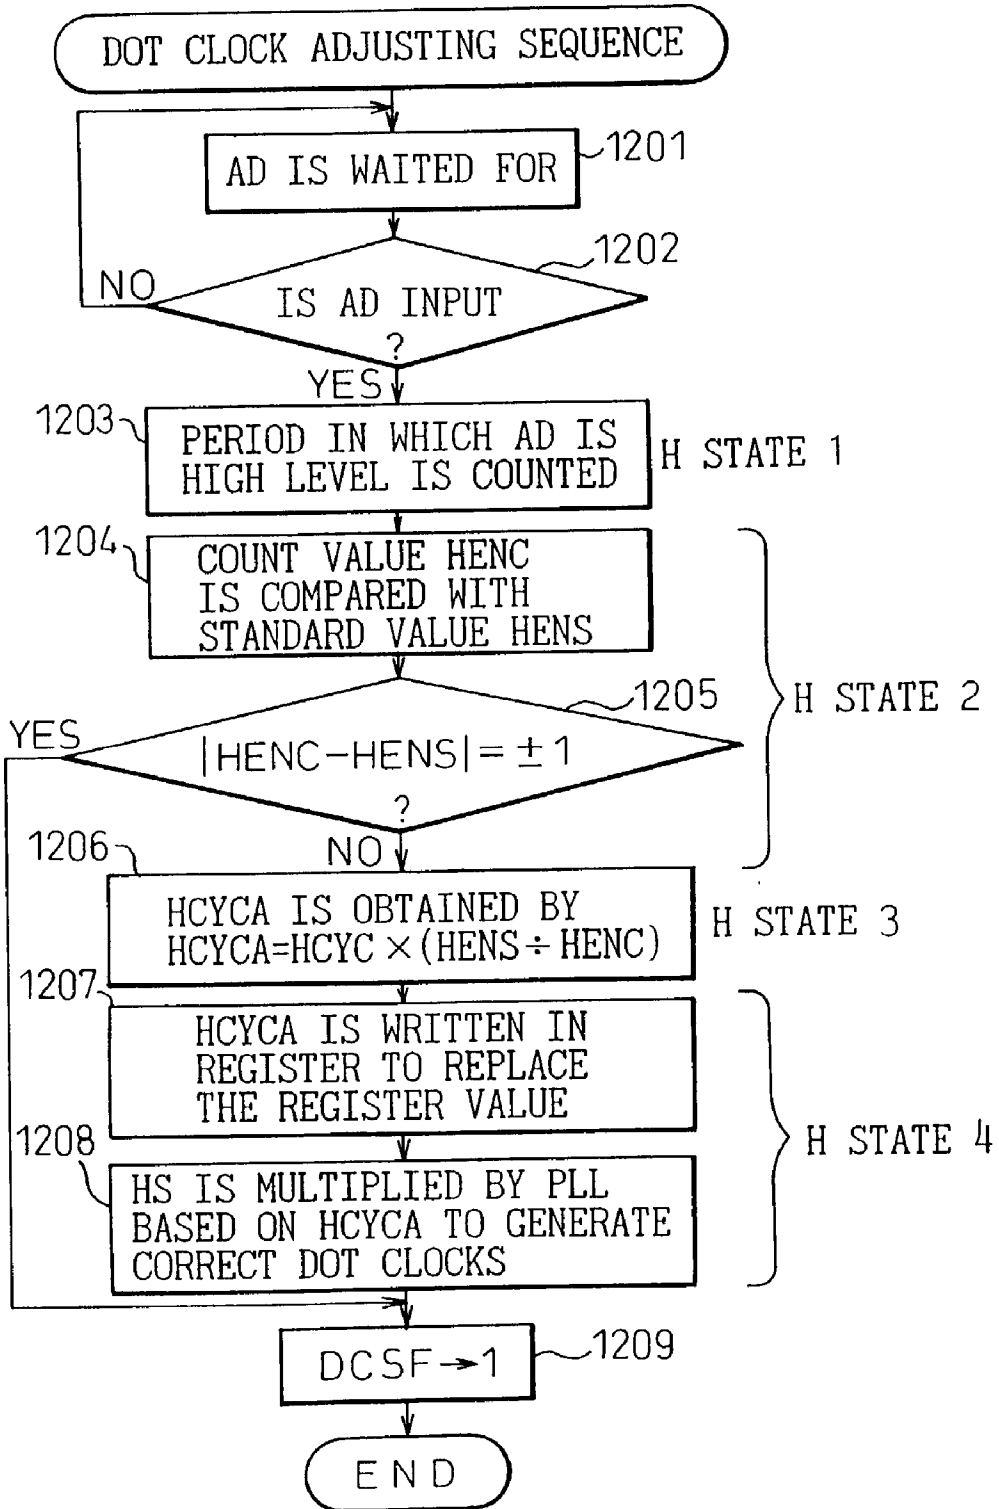 DOT CLOCK ADJUSTING SEQUENCE
AD IS WAITED FOR
1201
1202
NO
IS AD INPUT
?
YES
1203
PERIOD IN WHICH AD IS
HIGH LEVEL IS COUNTED
H STATE 1
1204
COUNT VALUE HENC
IS COMPARED WITH
STANDARD VALUE HENS
1205
H STATE 2
YES
|HENC-HENS|=±1
?
NO
1206
HCYCA IS OBTAINED BY
HCYCA=HCYC×(HENS÷HENC)
H STATE 3
1207
HCYCA IS WRITTEN IN
REGISTER TO REPLACE
THE REGISTER VALUE
H STATE 4
1208
HS IS MULTIPLIED BY PLL
BASED ON HCYCA TO GENERATE
CORRECT DOT CLOCKS
DCSF→1
1209
END